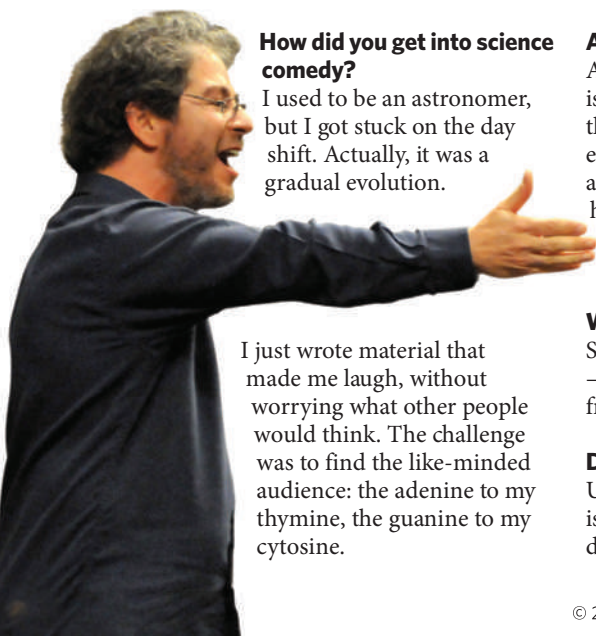 How did you get into science
comedy?
I used to be an astronomer,
but I got stuck on the day
shift. Actually, it was a
gradual evolution.
I just wrote material that
made me laugh, without
worrying what other people
would think. The challenge
was to find the like-minded
audience: the adenine to my
thymine, the guanine to my
cytosine.
©